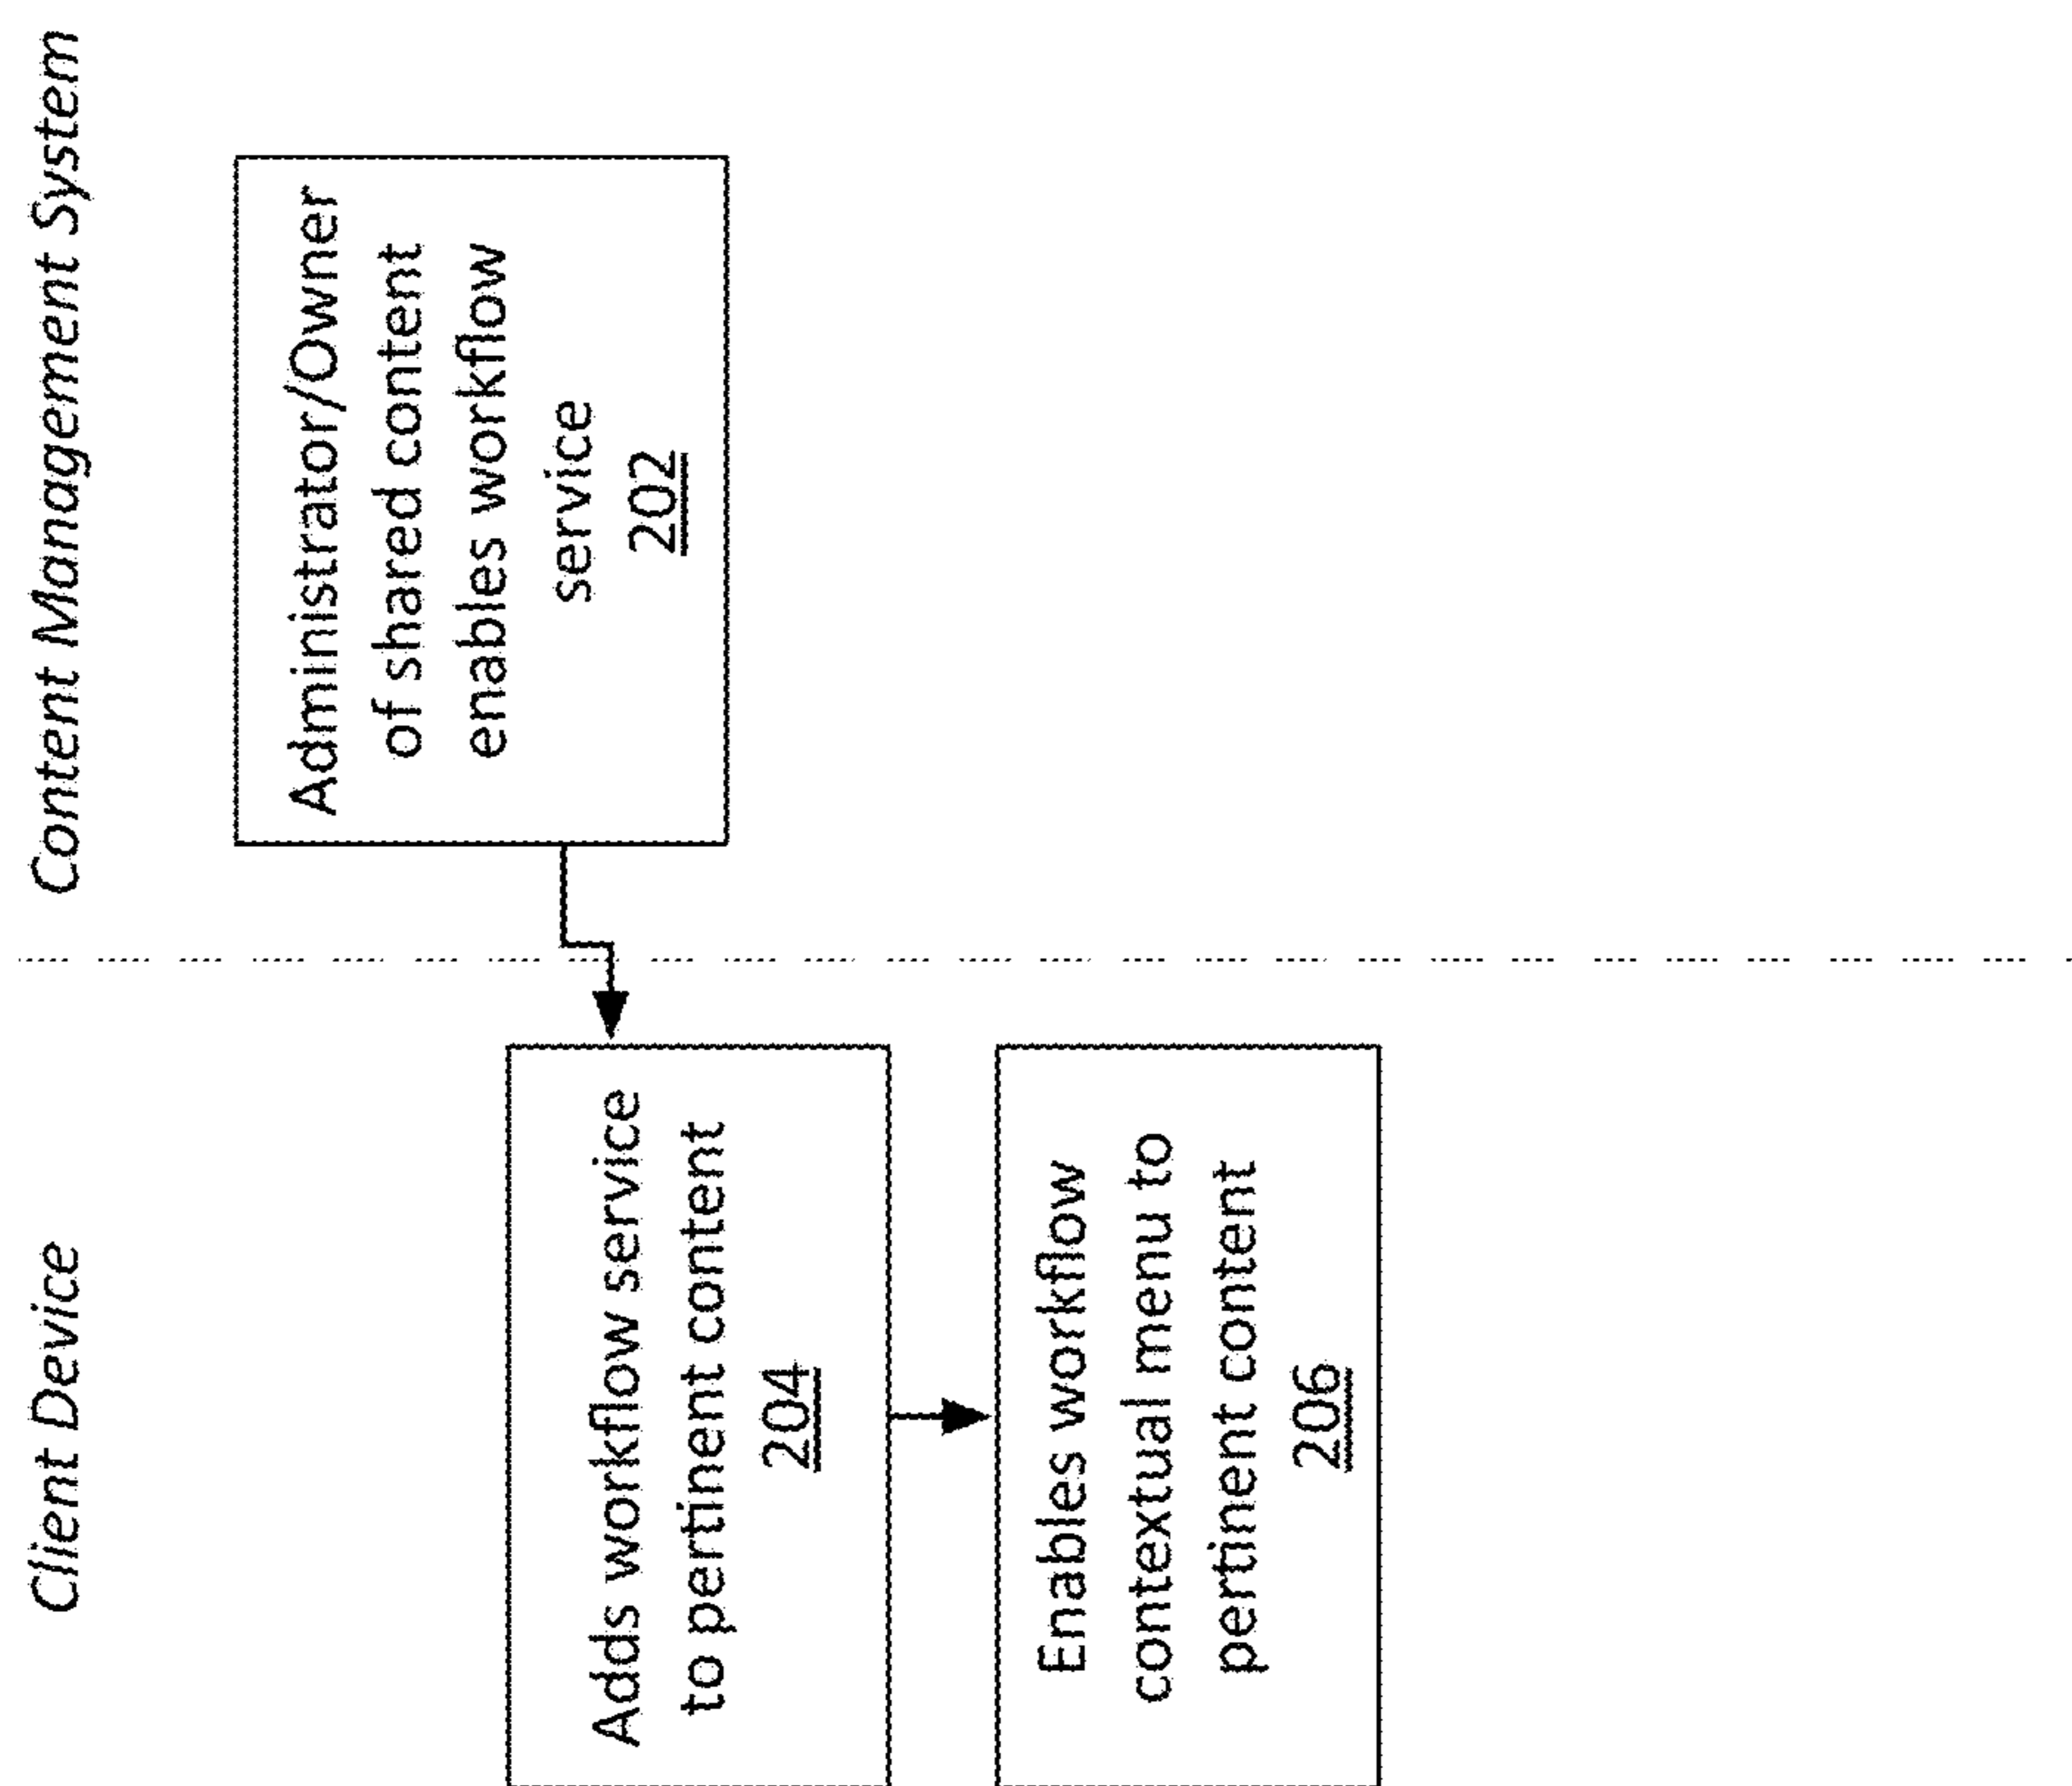 Client Device
Content Management System
Administrator/Owner
of shared content
enables workflow
service
202
Adds workflow service
to pertinent content
204
Enables workflow
contextual menu to
pertinent content
206